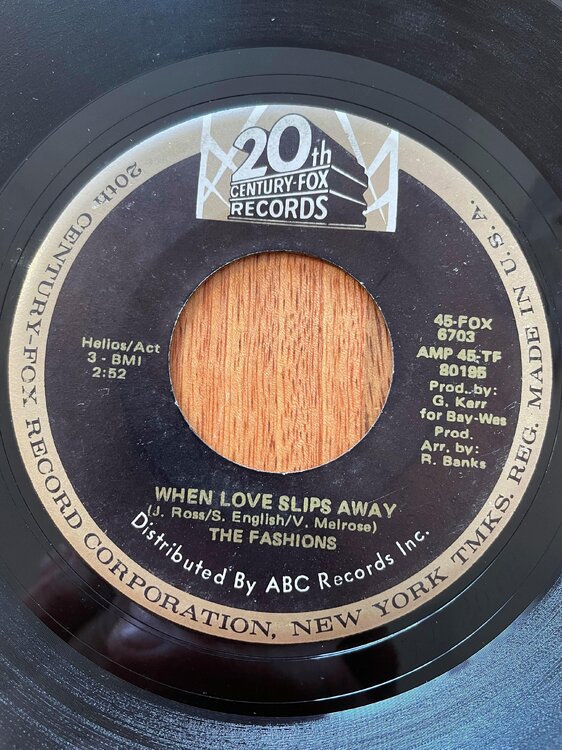 20th
CENTURY-FOX
RECORDS
Helios/Act
3 - BMI
2:52
45-FOX
6703
AMP 45-TF
80195
Prod. by:
G. Kerr
for Bay-Wes
Prod.
Arr. by:
R. Banks
WHEN LOVE SLIPS AWAY
(J. Ross/S. English/V. Melrose)
THE FASHIONS
Distributed By ABC Records Inc.
20th CENTURY-FOX RECORD CORPORATION, NEW YORK TMKS. REG. MADE IN U.S.A.